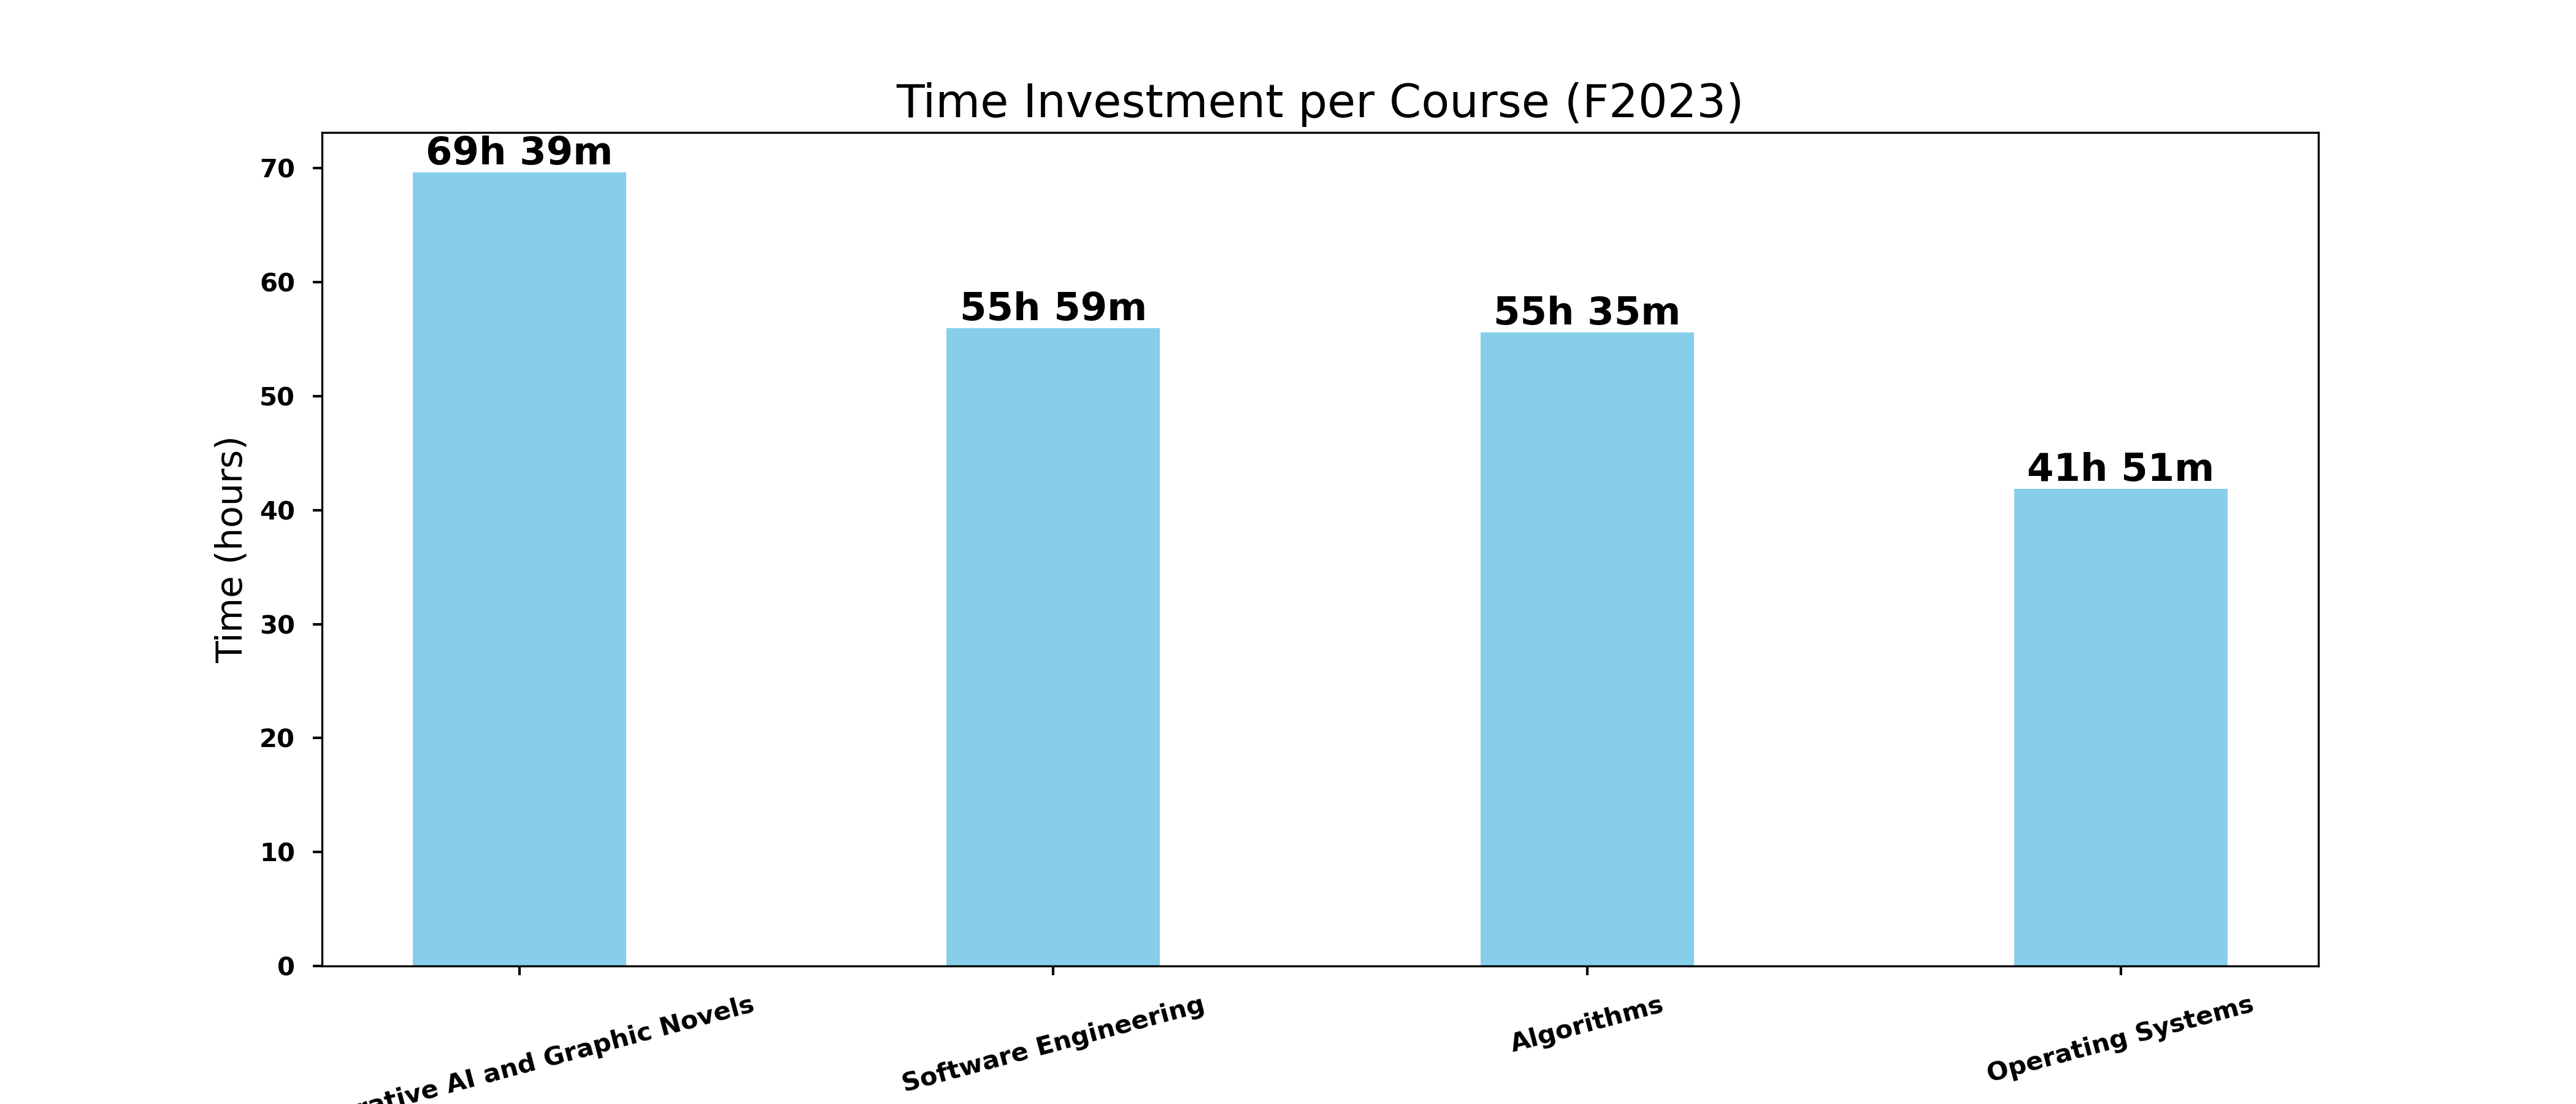 Time Investment per Course (F2023)
69h 39m
55h 59m
55h 35m
41h 51m
Time (hours)
70
60
50
40
30
20
10
0
AI and Graphic Novels
Software Engineering
Algorithms
Operating Systems